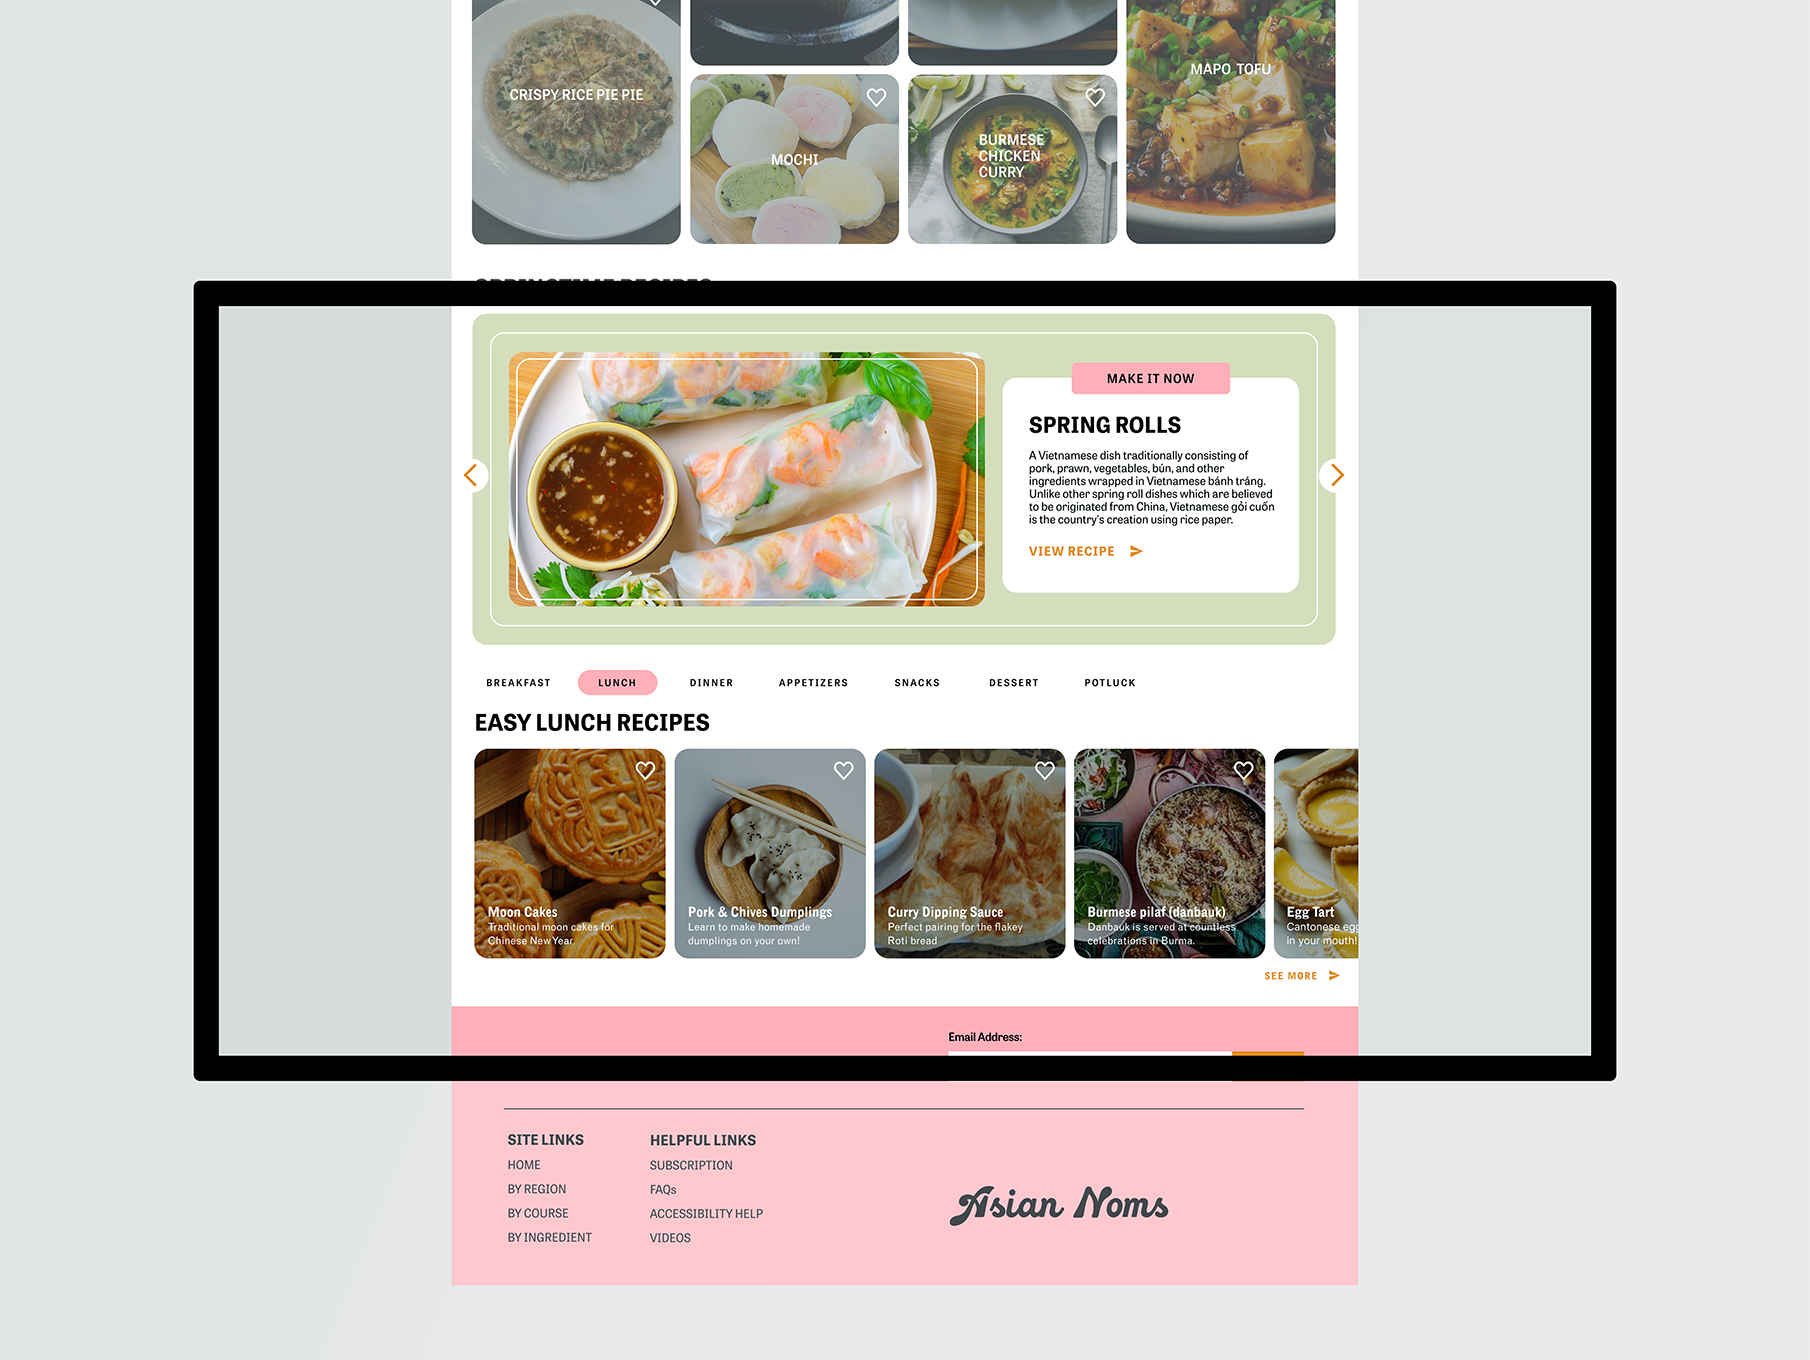 CRISPY RICE PIE PIE
MOCHI
BURMESE
CHICKEN
CURRY
MAPO TOFU
SPRINGTIME RECIPES
MAKE IT NOW
SPRING ROLLS
A Vietnamese dish traditionally consisting of
pork, prawn, vegetables, bún, and other
ingredients wrapped in Vietnamese bánh tráng.
Unlike other spring roll dishes which are believed
to be originated from China, Vietnamese gỏi cuốn
is the country's creation using rice paper.
VIEW RECIPE
BREAKFAST LUNCH DINNER APPETIZERS SNACKS DESSERT POTLUCK
EASY LUNCH RECIPES
Moon Cakes
Traditional moon cakes for
Chinese New Year
Pork & Chives Dumplings
Learn to make homemade
dumplings on your own!
Curry Dipping Sauce
Perfect pairing for the flakey
Roti bread
Burmese pilaf (danbauk)
Danbauk is served at countless
celebrations in Burma.
Egg Tart
Cantonese egg
in your mouth!
SEE MORE
Email Address:
SITE LINKS
HOME
BY REGION
BY COURSE
BY INGREDIENT
HELPFUL LINKS
SUBSCRIPTION
FAQs
ACCESSIBILITY HELP
VIDEOS
Asian Noms